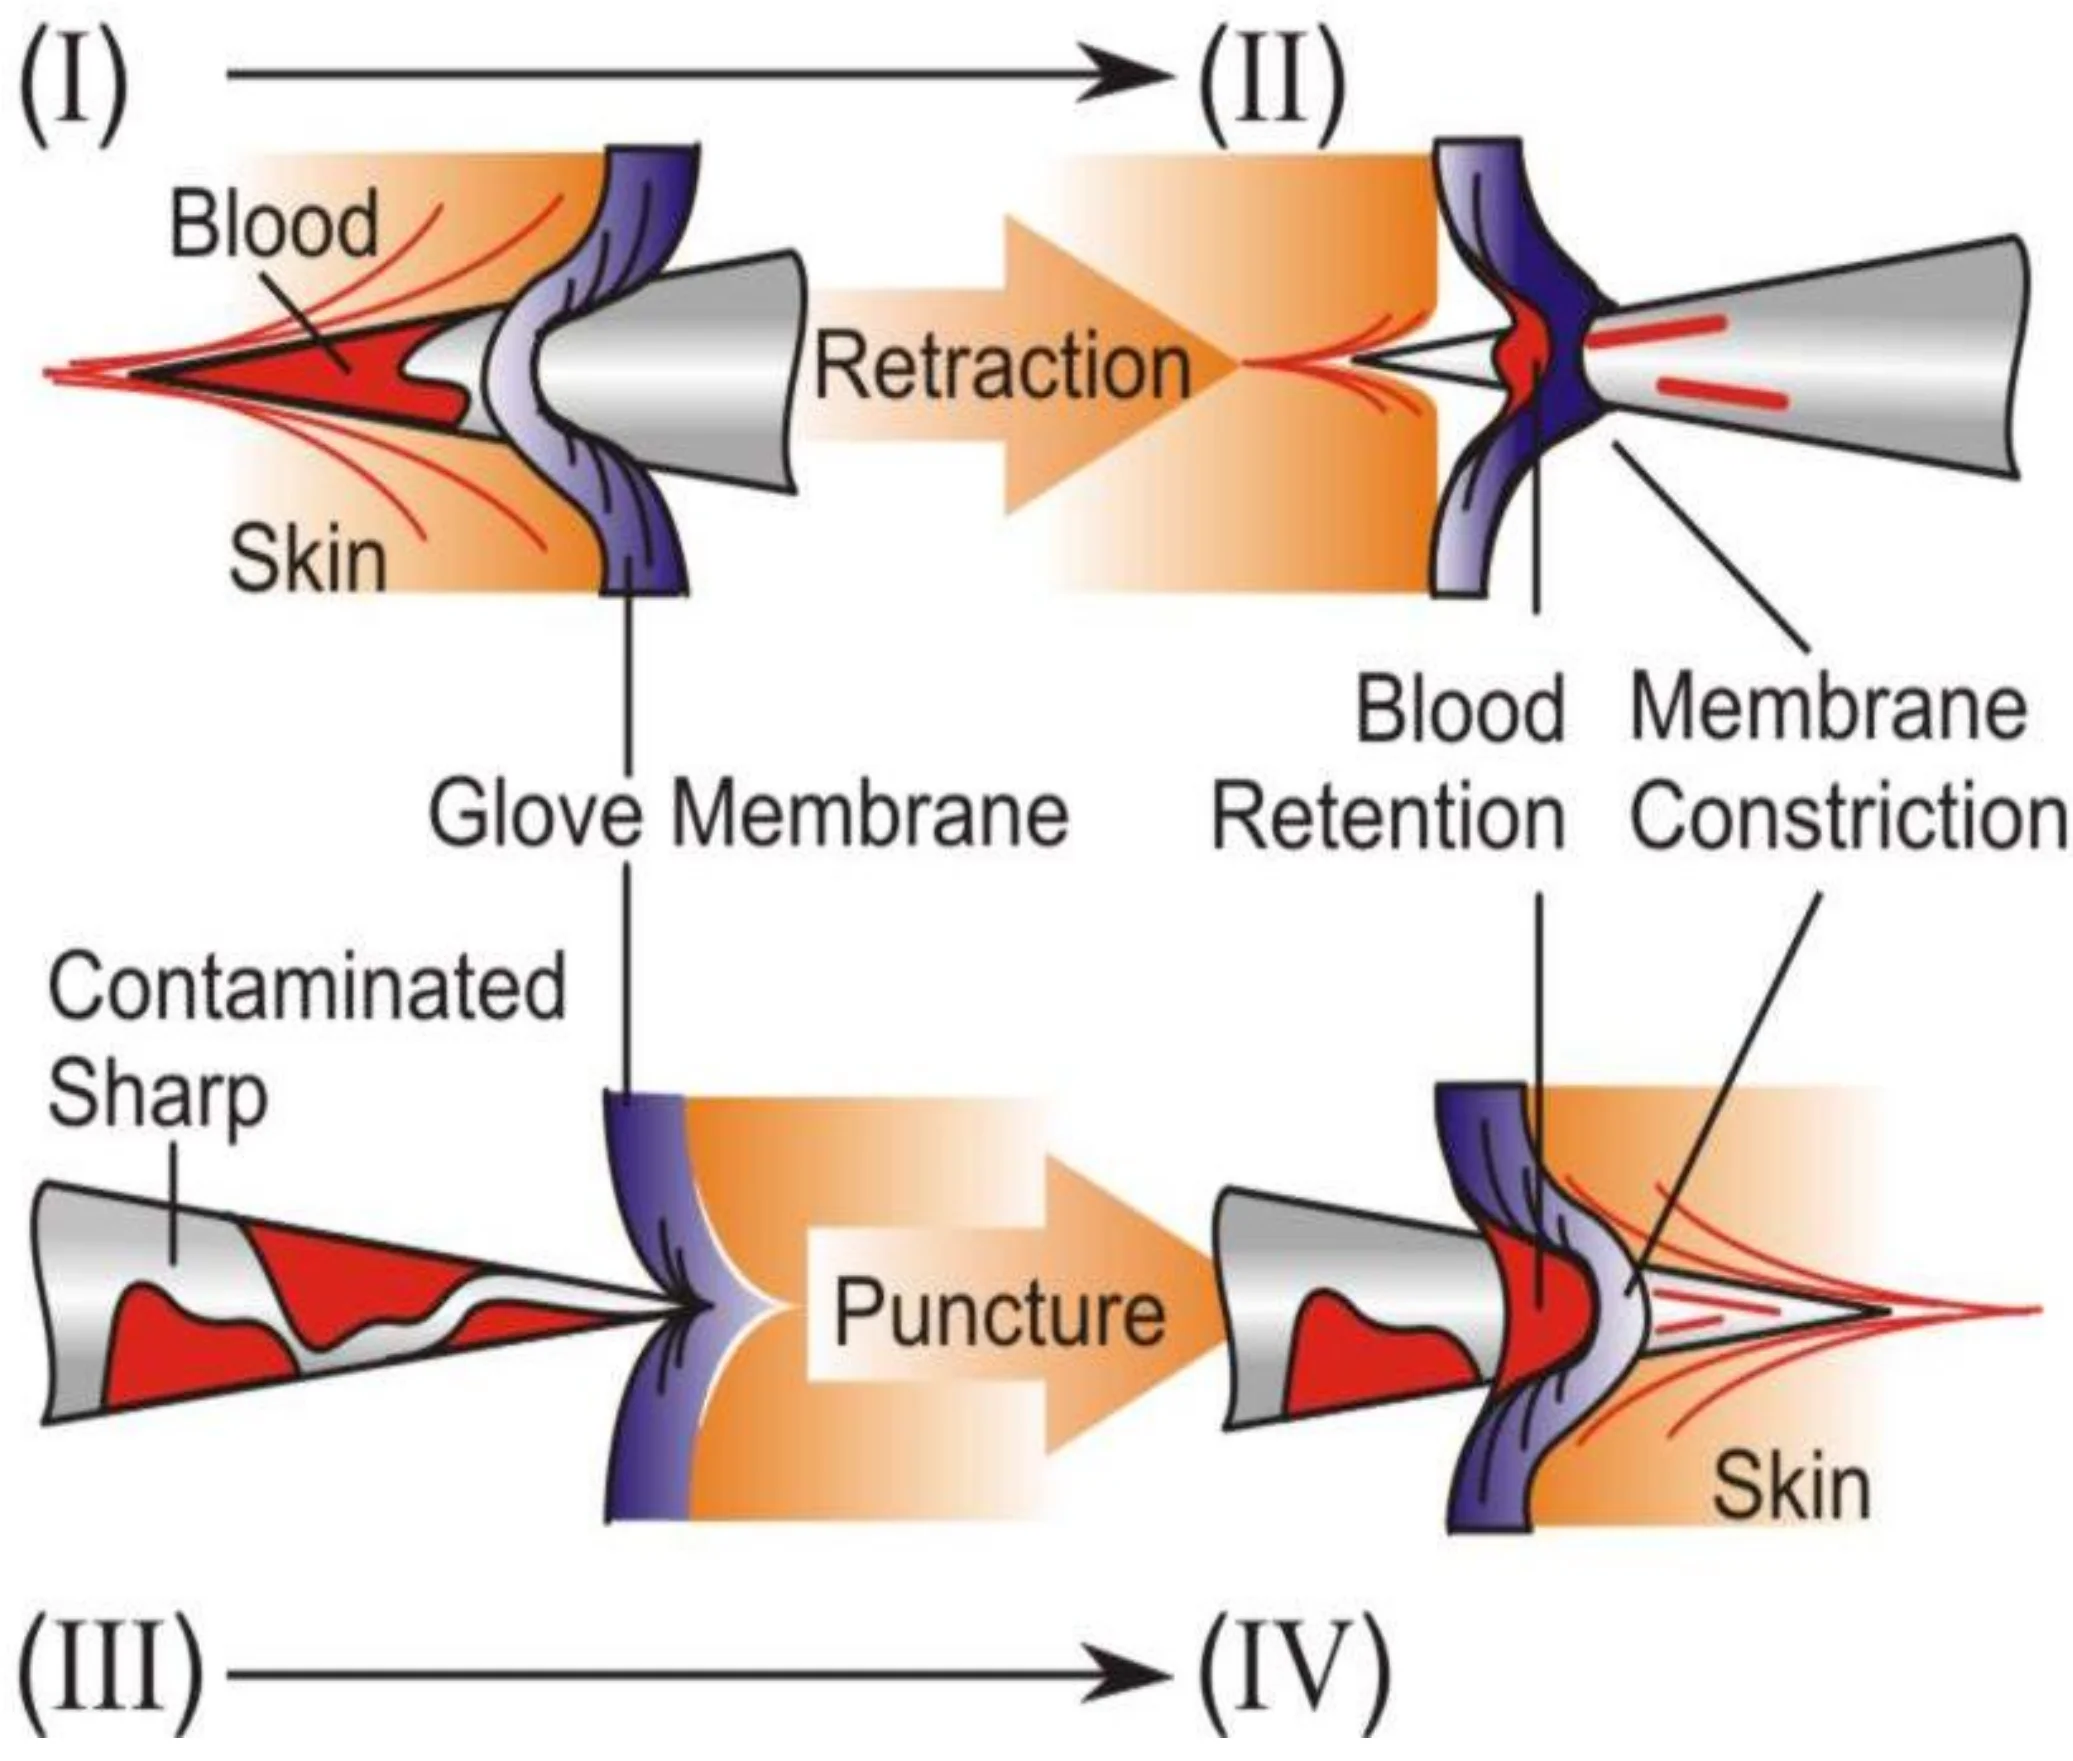 (I)
(II)
Blood
Retraction
Skin
Blood
Retention
Membrane
Constriction
Glove Membrane
Contaminated
Sharp
Puncture
Skin
(III)
(IV)